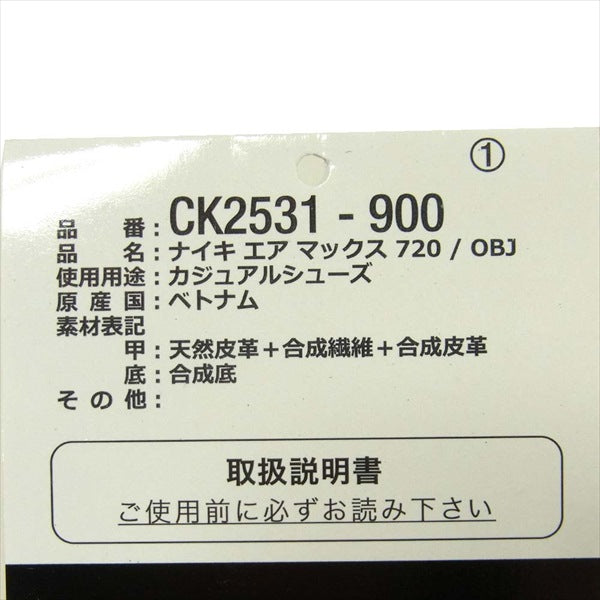 ①
品番：CK2531 - 900
品名：ナイキ エア マックス 720 / OBJ
使用用途：カジュアルシューズ
原産国：ベトナム
素材表記
甲：天然皮革＋合成繊維＋合成皮革
底：合成底
その他：
取扱説明書
ご使用前に必ずお読み下さい